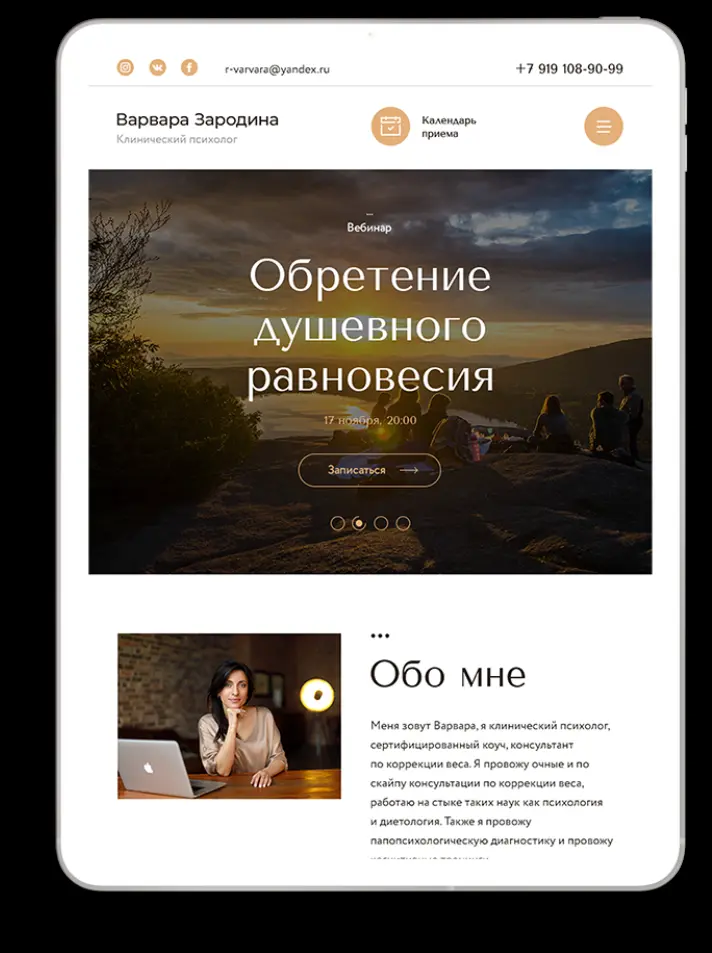 r-varvara@yandex.ru
+7 919 108-90-99
Варвара Зародина
Клинический психолог
Календарь
приема
Вебинар
Обретение
душевного
равновесия
17 ноября, 20:00
Записаться
Обо мне
Меня зовут Варвара, я клинический психолог,
сертифицированный коуч, консультант
по коррекции веса. Я провожу очные и по
скайпу консультации по коррекции веса,
работаю на стыке таких наук как психология
и диетология. Также я провожу
папопсихологическую диагностику и провожу